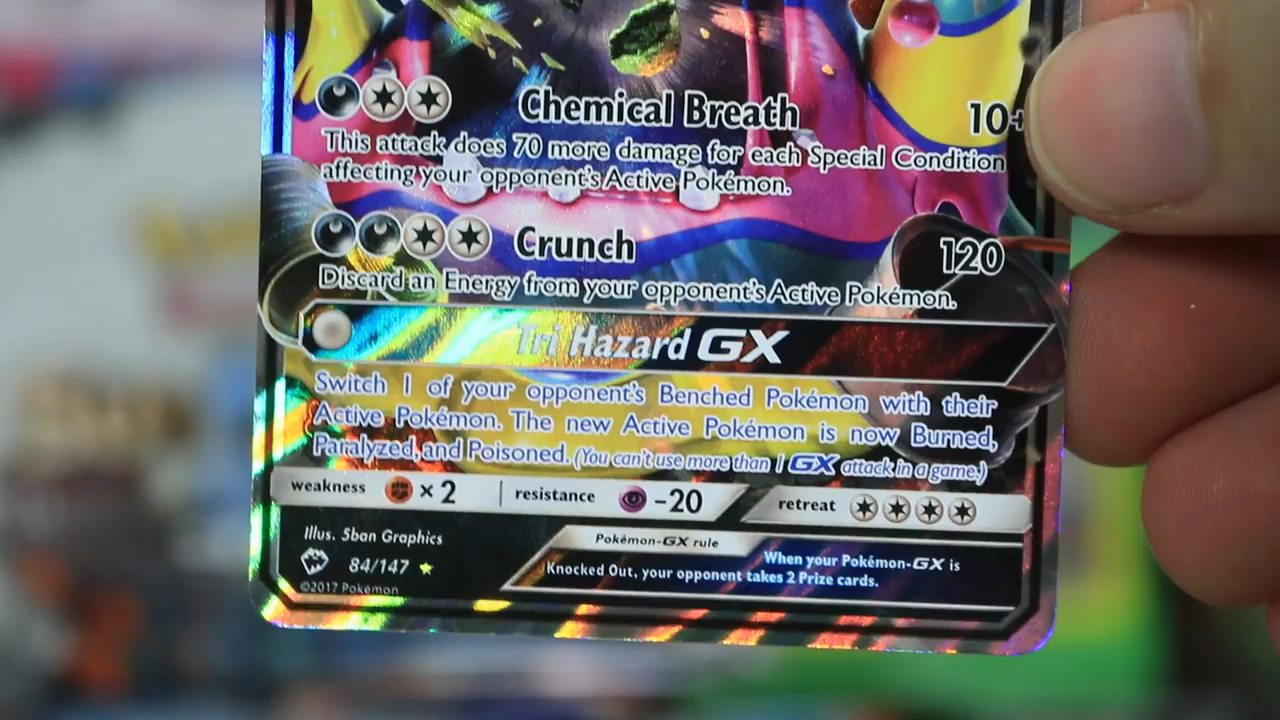 Chemical Breath 10+
This attack does 70 more damage for each Special Condition
affecting your opponent's Active Pokémon.
Crunch 120
Discard an Energy from your opponent's Active Pokémon.
Tri Hazard GX
Switch 1 of your opponent's Benched Pokémon with their
Active Pokémon. The new Active Pokémon is now Burned,
Paralyzed, and Poisoned. (You can't use more than 1 GX attack in a game.)
weakness ×2 resistance -20 retreat
Illus. 5ban Graphics
84/147
©2017 Pokémon
Pokémon-GX rule
When your Pokémon-GX is
Knocked Out, your opponent takes 2 Prize cards.